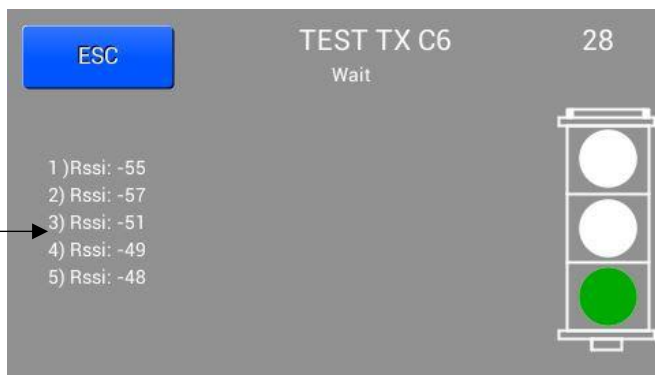 ESC
TEST TX C6
28
Wait
1 )Rssi: -55
2) Rssi: -57
3) Rssi: -51
4) Rssi: -49
5) Rssi: -48